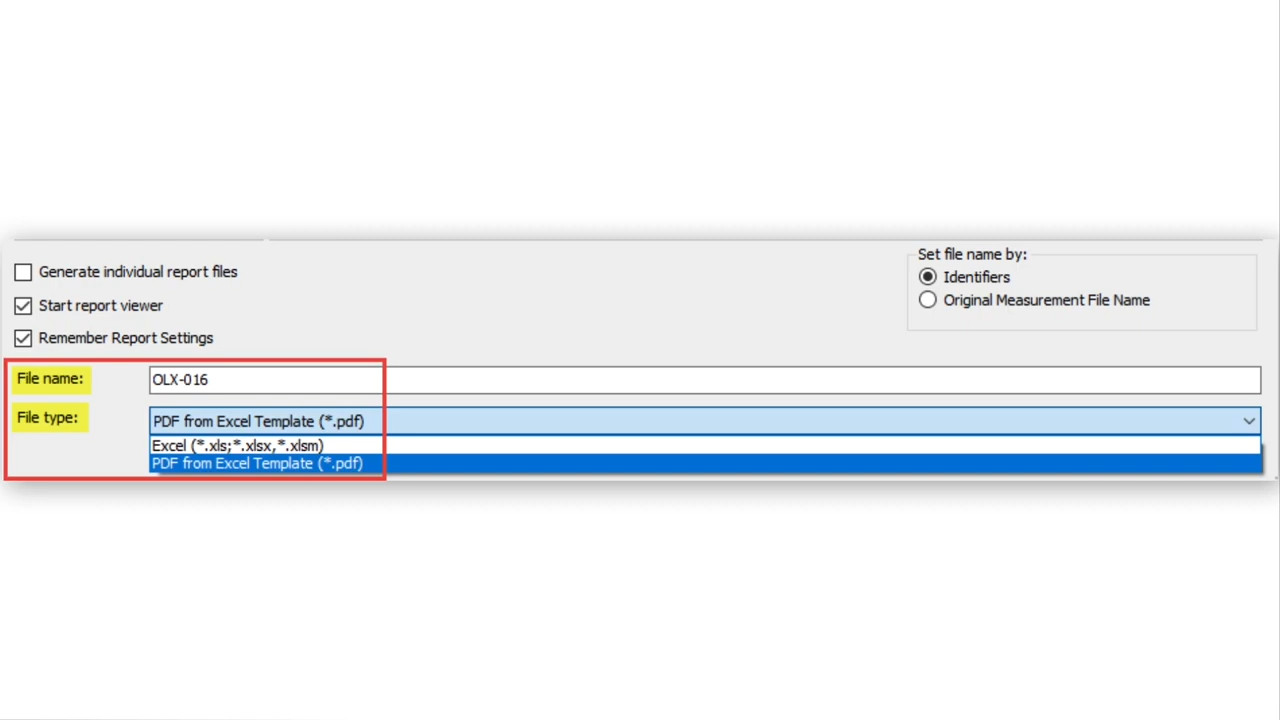 Generate individual report files
Start report viewer
Remember Report Settings
Set file name by:
Identifiers
Original Measurement File Name
File name:
OLX-016
File type:
PDF from Excel Template (*.pdf)
Excel (*.xls;*.xlsx,*.xlsm)
PDF from Excel Template (*.pdf)